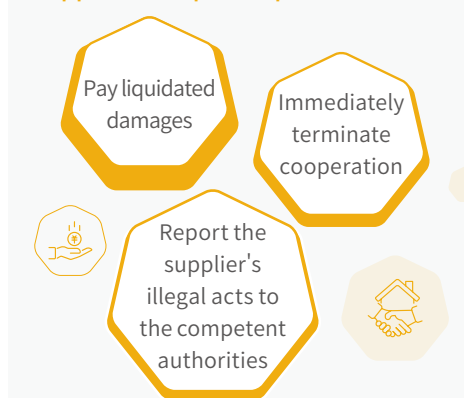 Pay liquidated
damages
Immediately
terminate
cooperation
Report the
supplier's
illegal acts to
the competent
authorities
¥